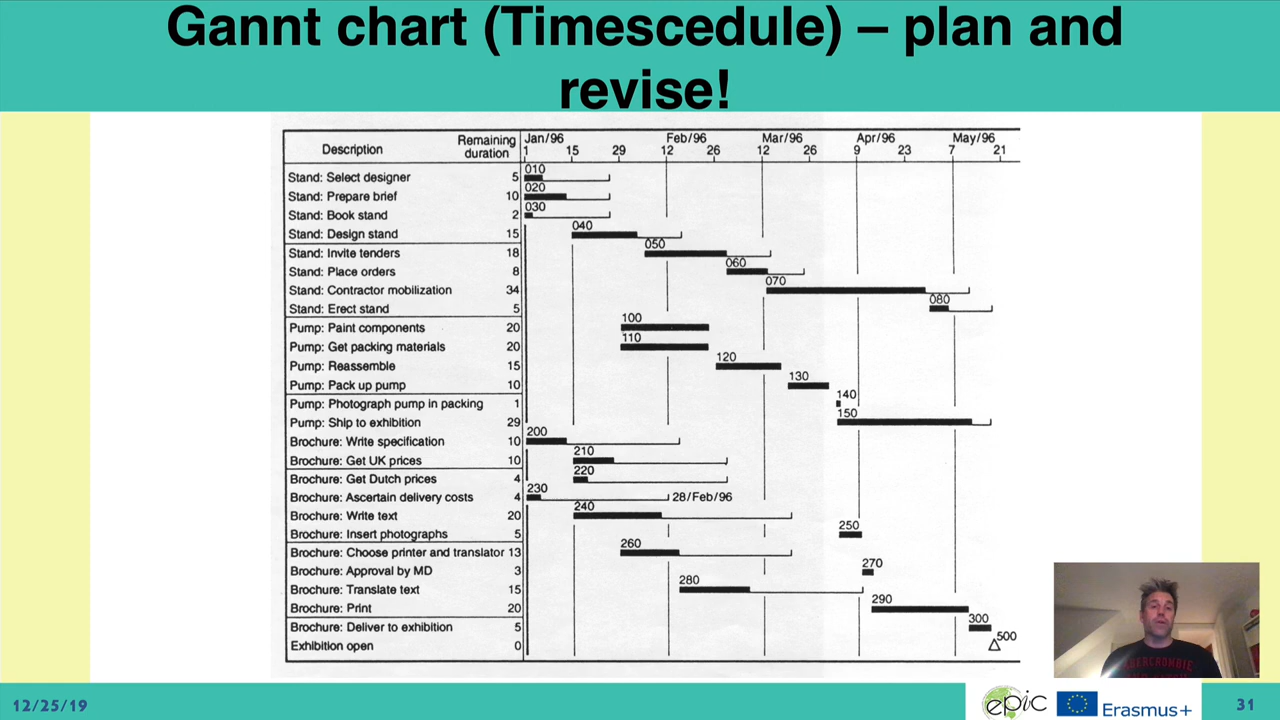 Gannt chart (Timescedule) – plan and
revise!
Description Remaining duration Jan/96 Feb/96 Mar/96 Apr/96 May/96
1 15 29 12 26 12 26 9 23 7 21
Stand: Select designer 5 010
Stand: Prepare brief 10 020
Stand: Book stand 2 030
Stand: Design stand 15 040
Stand: Invite tenders 18 050
Stand: Place orders 8 060
Stand: Contractor mobilization 34 070
Stand: Erect stand 5 080
Pump: Paint components 20 100
Pump: Get packing materials 20 110
Pump: Reassemble 15 120
Pump: Pack up pump 10 130
Pump: Photograph pump in packing 1 140
Pump: Ship to exhibition 29 150
Brochure: Write specification 10 200
Brochure: Get UK prices 10 210
Brochure: Get Dutch prices 4 220
Brochure: Ascertain delivery costs 4 230 28/Feb/96
Brochure: Write text 20 240
Brochure: Insert photographs 5 250
Brochure: Choose printer and translator 13 260
Brochure: Approval by MD 3 270
Brochure: Translate text 15 280
Brochure: Print 20 290
Brochure: Deliver to exhibition 5 300
Exhibition open 0 500
ABERCROMBIE
12/25/19 epic Erasmus+ 31